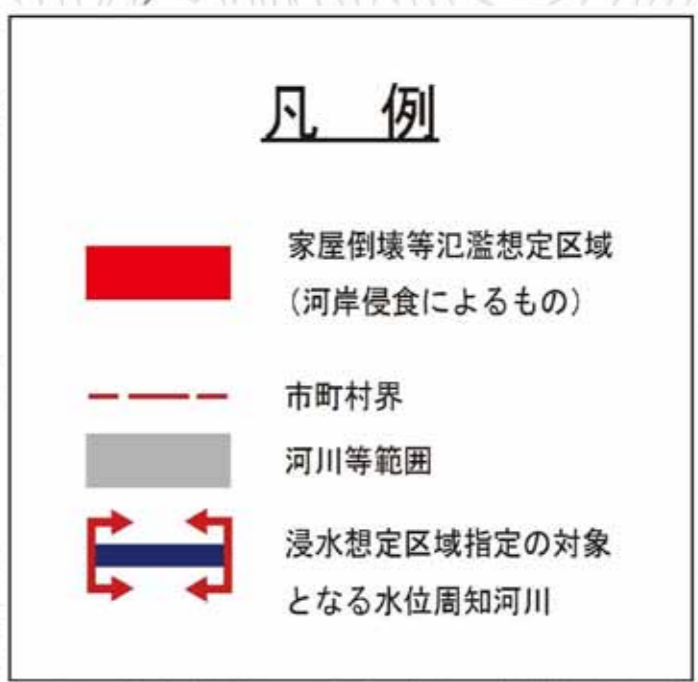 凡 例
家屋倒壊等氾濫想定区域
(河岸侵食によるもの)
市町村界
河川等範囲
浸水想定区域指定の対象
となる水位周知河川